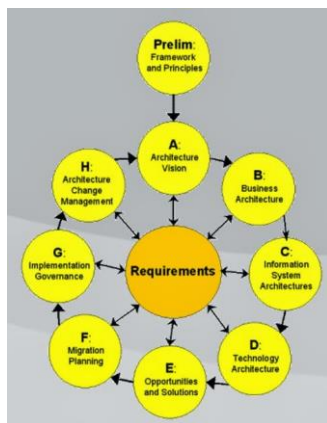 Prelim:
Framework
and Principles
A:
Architecture
Vision
B:
Business
Architecture
C:
Information
System
Architectures
D:
Technology
Architecture
E:
Opportunities
and Solutions
F:
Migration
Planning
G:
Implementation
Governance
H:
Architecture
Change
Management
Requirements